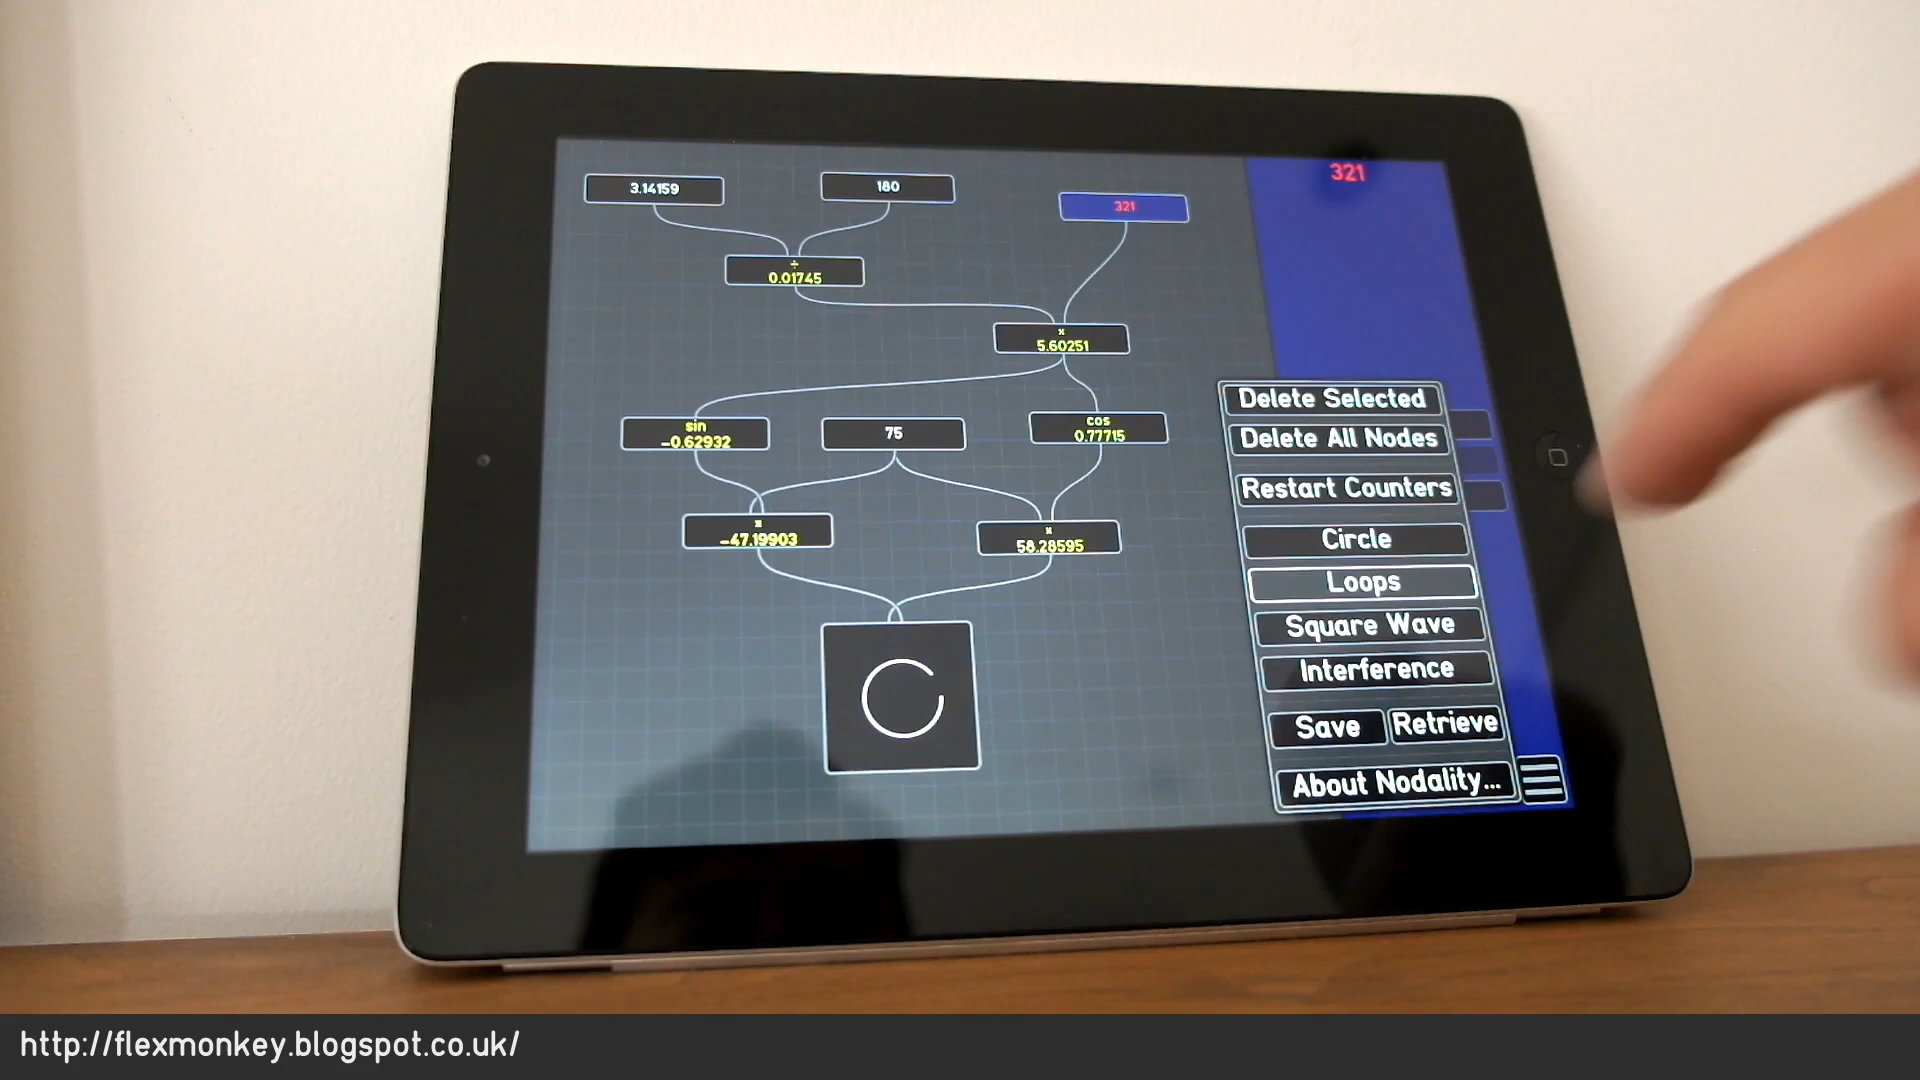 321
3.14159
180
321
÷
0.01745
x
5.60251
sin
-0.62932
75
cos
0.77715
x
-47.19903
x
58.28595
Delete Selected
Delete All Nodes
Restart Counters
Circle
Loops
Square Wave
Interference
Save Retrieve
About Nodality...
http://flexmonkey.blogspot.co.uk/